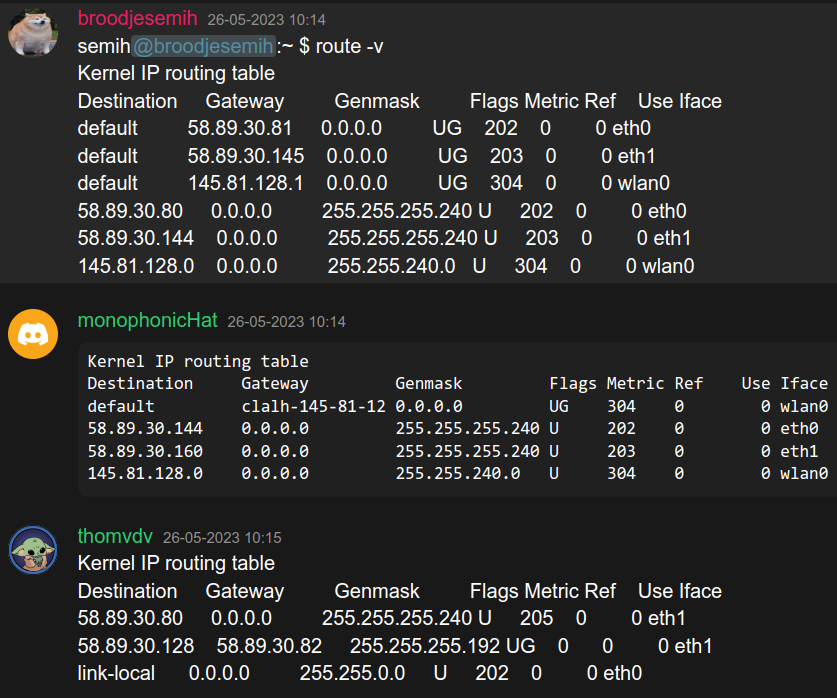 broodjesemih 26-05-2023 10:14
semih@broodjesemih:~ $ route -v
Kernel IP routing table
Destination Gateway Genmask Flags Metric Ref Use Iface
default 58.89.30.81 0.0.0.0 UG 202 0 0 eth0
default 58.89.30.145 0.0.0.0 UG 203 0 0 eth1
default 145.81.128.1 0.0.0.0 UG 304 0 0 wlan0
58.89.30.80 0.0.0.0 255.255.255.240 U 202 0 0 eth0
58.89.30.144 0.0.0.0 255.255.255.240 U 203 0 0 eth1
145.81.128.0 0.0.0.0 255.255.240.0 U 304 0 0 wlan0
monophonicHat 26-05-2023 10:14
Kernel IP routing table
Destination Gateway Genmask Flags Metric Ref Use Iface
default clalh-145-81-12 0.0.0.0 UG 304 0 0 wlan0
58.89.30.144 0.0.0.0 255.255.255.240 U 202 0 0 eth0
58.89.30.160 0.0.0.0 255.255.255.240 U 203 0 0 eth1
145.81.128.0 0.0.0.0 255.255.240.0 U 304 0 0 wlan0
thomvdv 26-05-2023 10:15
Kernel IP routing table
Destination Gateway Genmask Flags Metric Ref Use Iface
58.89.30.80 0.0.0.0 255.255.255.240 U 205 0 0 eth1
58.89.30.128 58.89.30.82 255.255.255.192 UG 0 0 0 eth1
link-local 0.0.0.0 255.255.0.0 U 202 0 0 eth0